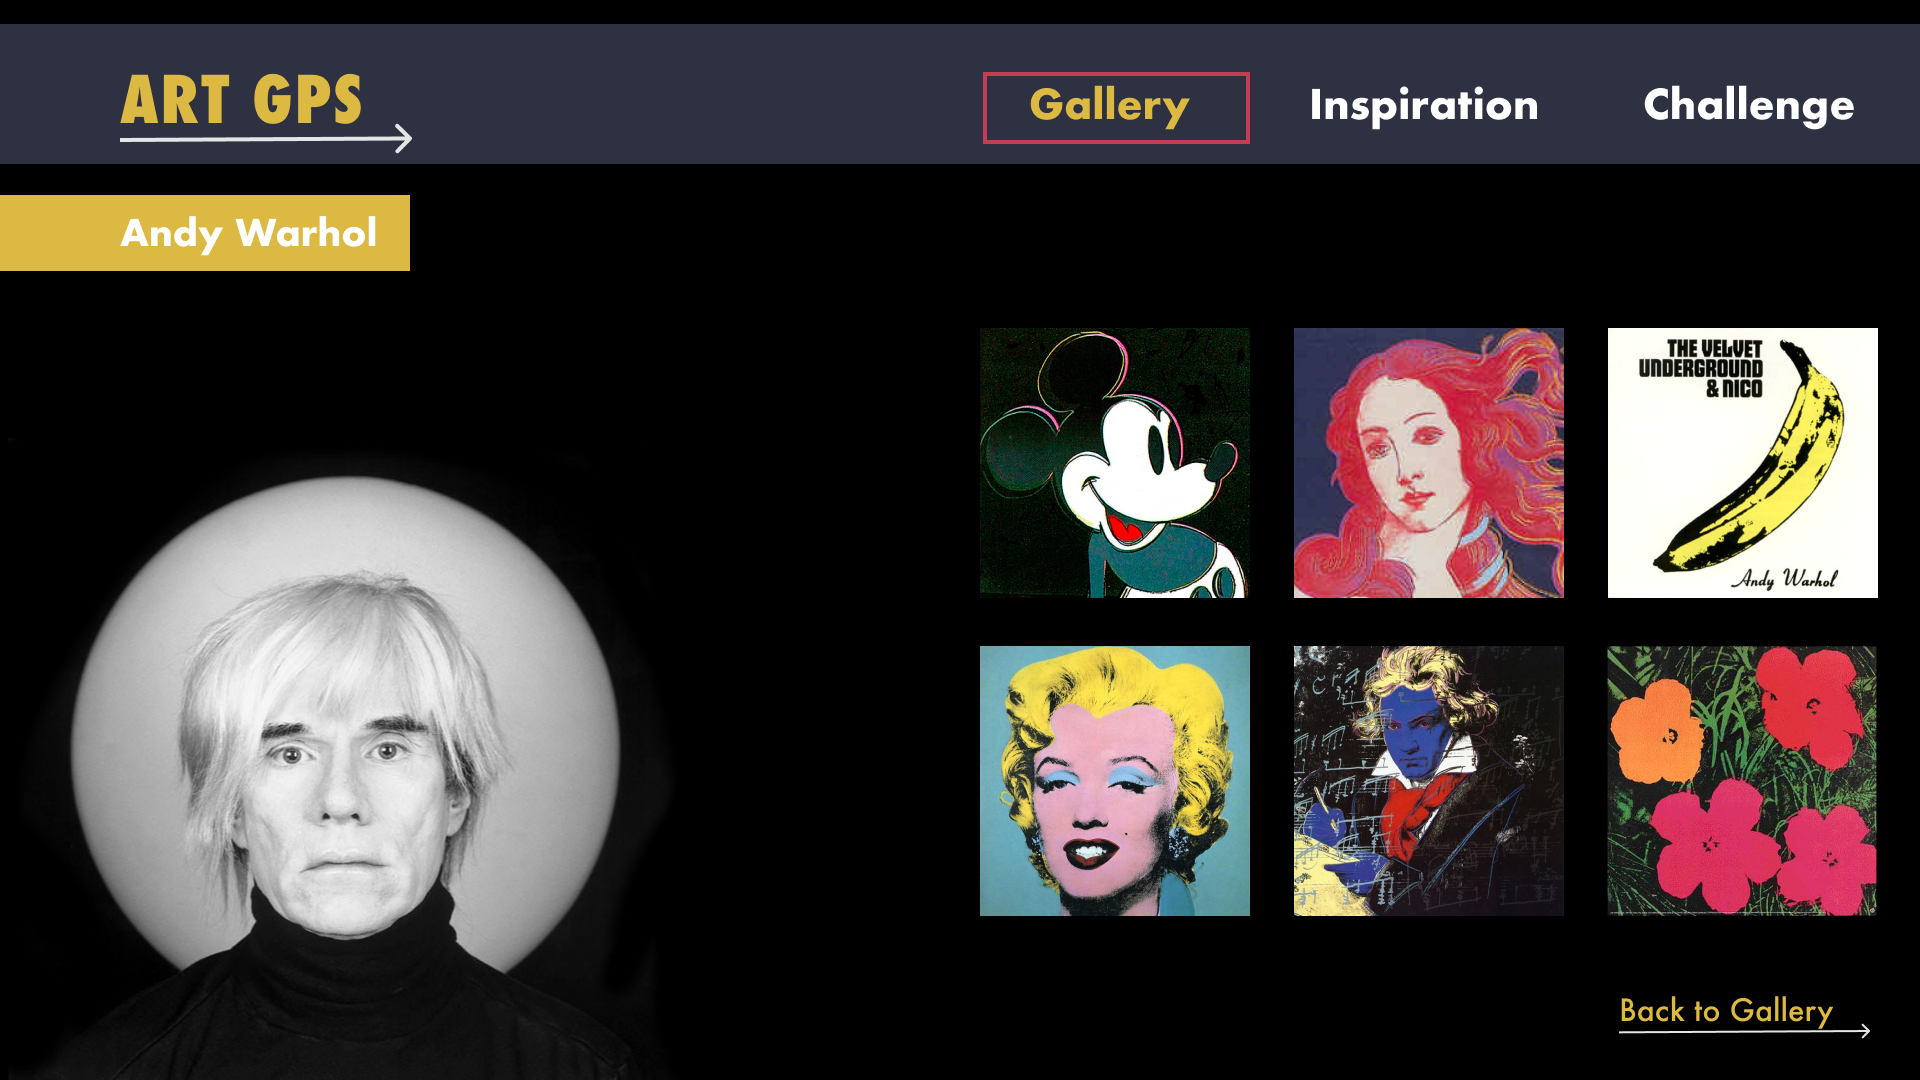 ART GPS
Gallery
Inspiration
Challenge
Andy Warhol
THE VELVET
UNDERGROUND
& NICO
Andy Warhol
Back to Gallery